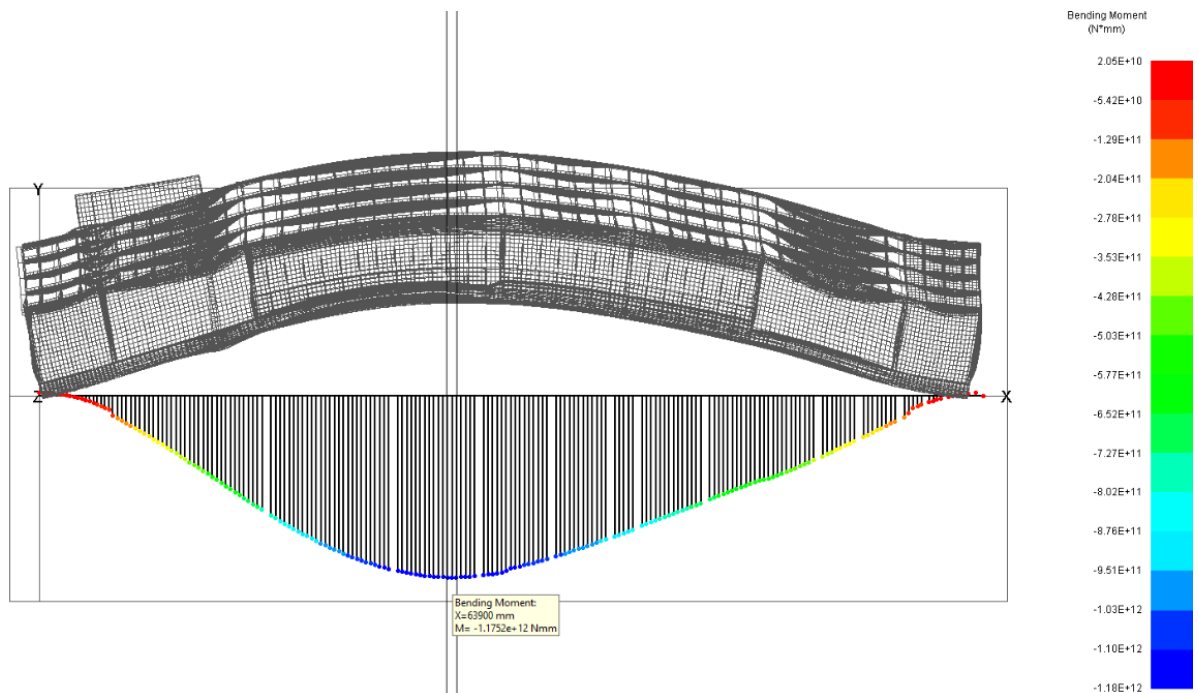 Bending Moment
(N*mm)
2.05E+10
-5.42E+10
-1.29E+11
-2.04E+11
-2.78E+11
-3.53E+11
-4.28E+11
-5.03E+11
-5.77E+11
-6.52E+11
-7.27E+11
-8.02E+11
-8.76E+11
-9.51E+11
-1.03E+12
-1.10E+12
-1.18E+12
Y
Z
X
Bending Moment:
X=63900 mm
M= -1.1752e+12 Nmm